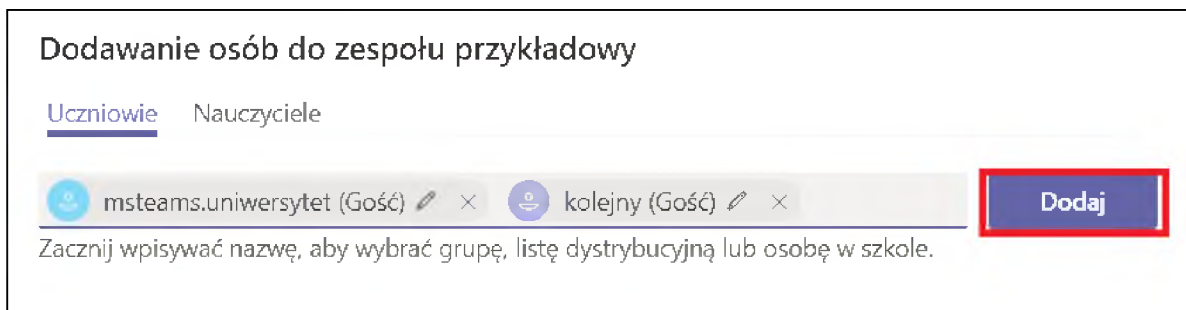 Dodawanie osób do zespołu przykładowy
Uczniowie Nauczyciele
msteams.uniwersytet (Gość) kolejny (Gość) Dodaj
Zacznij wpisywać nazwę, aby wybrać grupę, listę dystrybucyjną lub osobę w szkole.